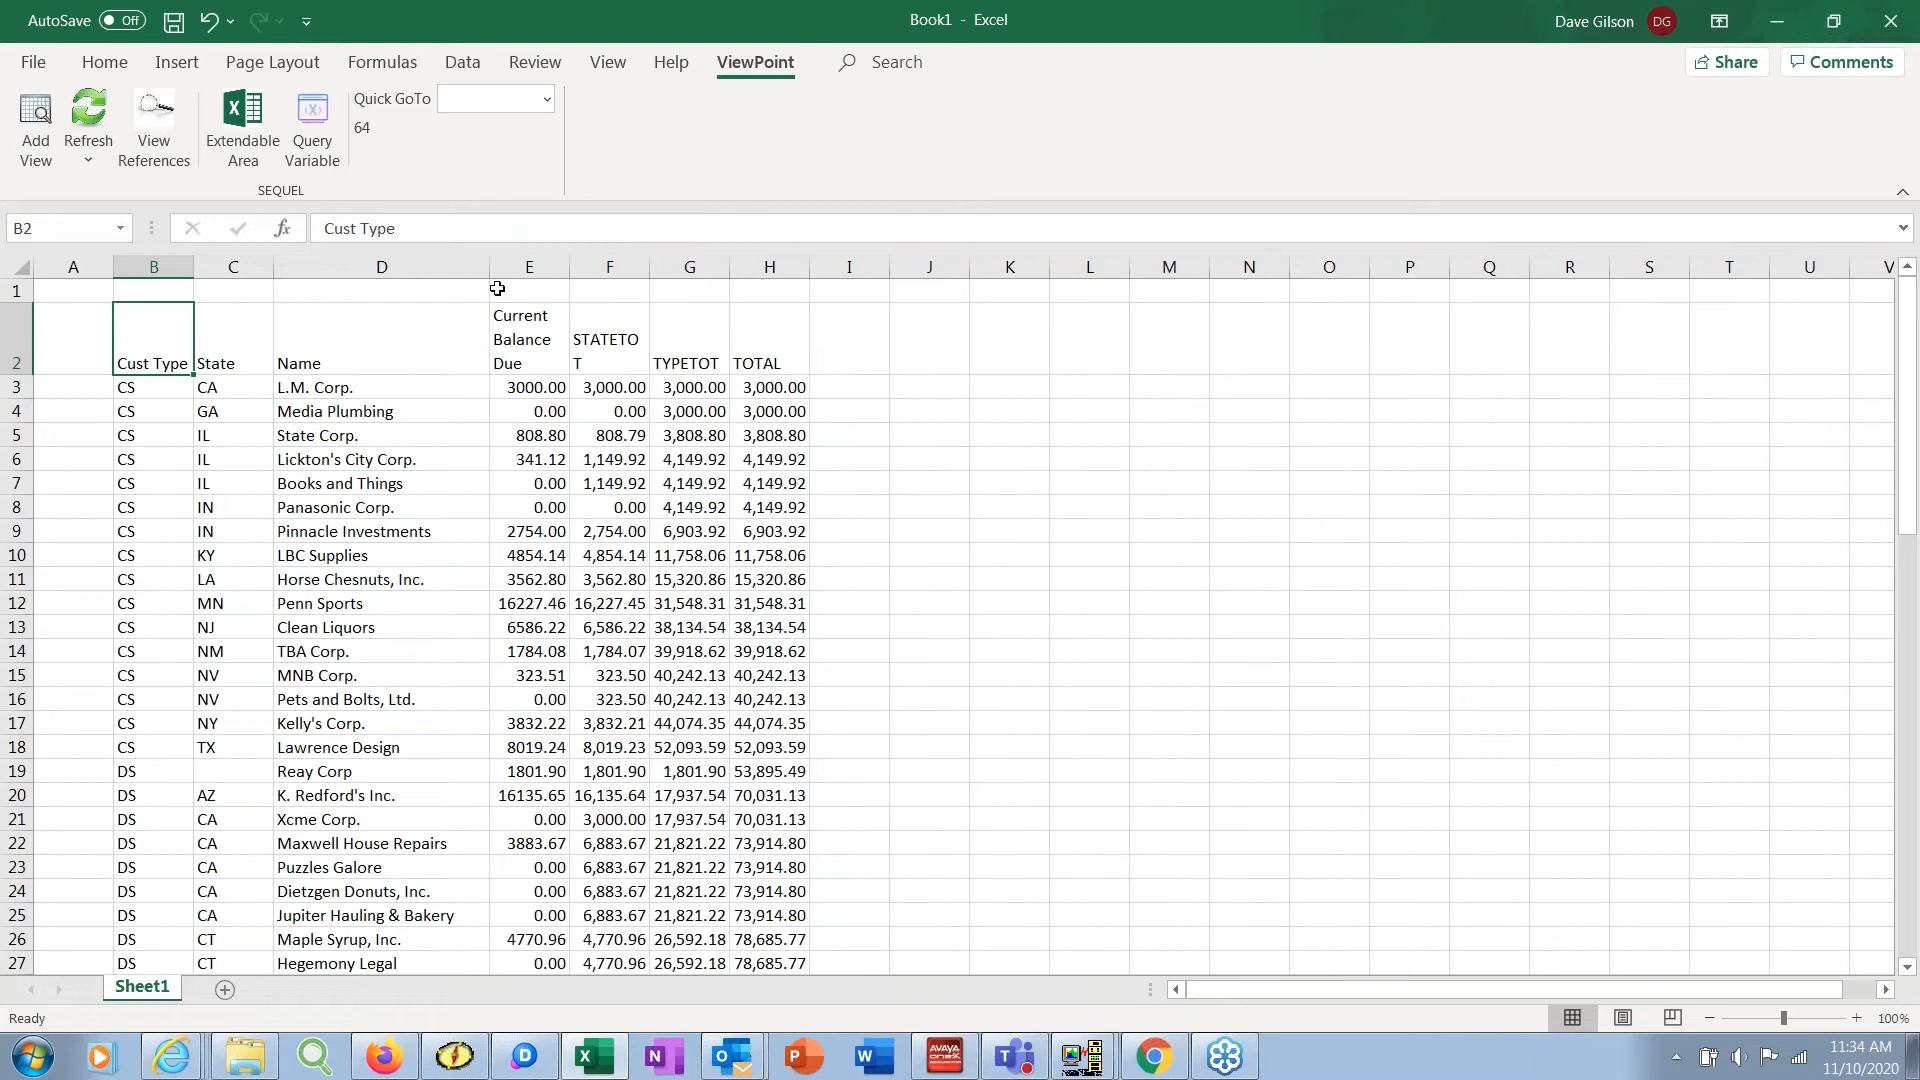 AutoSave Off
Book1 - Excel
Dave Gilson DG
File Home Insert Page Layout Formulas Data Review View Help ViewPoint Search Share Comments
Add View
Refresh
View References
Extendable Area
Query Variable
Quick GoTo
64
SEQUEL
B2 fx Cust Type
A B C D E F G H I J K L M N O P Q R S T U V
1
2 Cust Type State Name Current Balance Due STATETOT TYPETOT TOTAL
3 CS CA L.M. Corp. 3000.00 3,000.00 3,000.00 3,000.00
4 CS GA Media Plumbing 0.00 0.00 3,000.00 3,000.00
5 CS IL State Corp. 808.80 808.79 3,808.80 3,808.80
6 CS IL Lickton's City Corp. 341.12 1,149.92 4,149.92 4,149.92
7 CS IL Books and Things 0.00 1,149.92 4,149.92 4,149.92
8 CS IN Panasonic Corp. 0.00 0.00 4,149.92 4,149.92
9 CS IN Pinnacle Investments 2754.00 2,754.00 6,903.92 6,903.92
10 CS KY LBC Supplies 4854.14 4,854.14 11,758.06 11,758.06
11 CS LA Horse Chesnuts, Inc. 3562.80 3,562.80 15,320.86 15,320.86
12 CS MN Penn Sports 16227.46 16,227.45 31,548.31 31,548.31
13 CS NJ Clean Liquors 6586.22 6,586.22 38,134.54 38,134.54
14 CS NM TBA Corp. 1784.08 1,784.07 39,918.62 39,918.62
15 CS NV MNB Corp. 323.51 323.50 40,242.13 40,242.13
16 CS NV Pets and Bolts, Ltd. 0.00 323.50 40,242.13 40,242.13
17 CS NY Kelly's Corp. 3832.22 3,832.21 44,074.35 44,074.35
18 CS TX Lawrence Design 8019.24 8,019.23 52,093.59 52,093.59
19 DS Reay Corp 1801.90 1,801.90 1,801.90 53,895.49
20 DS AZ K. Redford's Inc. 16135.65 16,135.64 17,937.54 70,031.13
21 DS CA Xcme Corp. 0.00 3,000.00 17,937.54 70,031.13
22 DS CA Maxwell House Repairs 3883.67 6,883.67 21,821.22 73,914.80
23 DS CA Puzzles Galore 0.00 6,883.67 21,821.22 73,914.80
24 DS CA Dietzgen Donuts, Inc. 0.00 6,883.67 21,821.22 73,914.80
25 DS CA Jupiter Hauling & Bakery 0.00 6,883.67 21,821.22 73,914.80
26 DS CT Maple Syrup, Inc. 4770.96 4,770.96 26,592.18 78,685.77
27 DS CT Hegemony Legal 0.00 4,770.96 26,592.18 78,685.77
Sheet1
Ready
100%
AVAYA
11:34 AM
11/10/2020